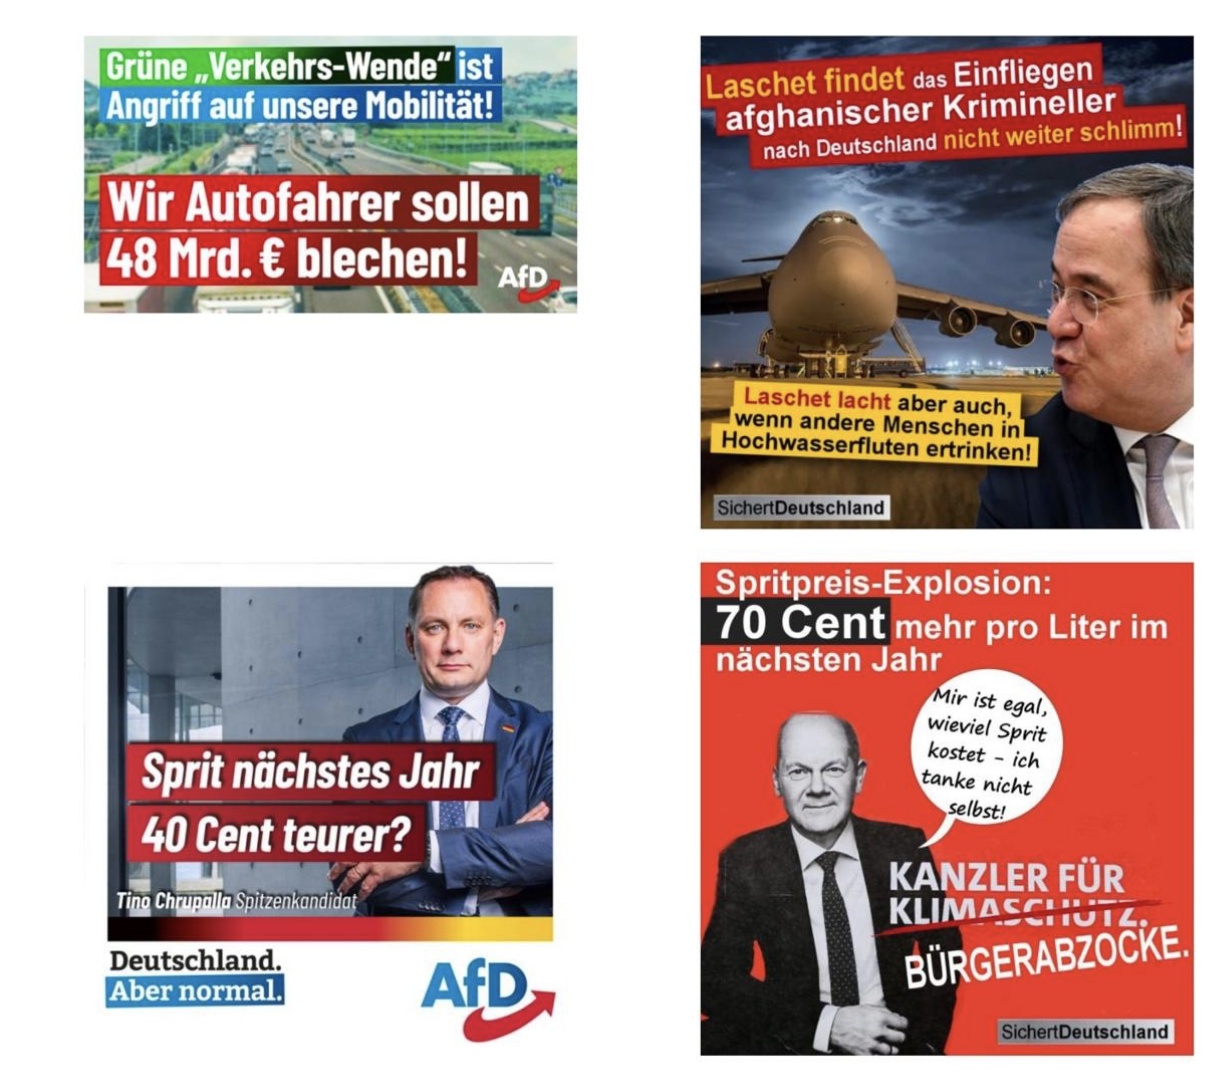 Grüne „Verkehrs-Wende“ ist
Angriff auf unsere Mobilität!
Wir Autofahrer sollen
48 Mrd. € blechen!
AfD
Laschet findet das Einfliegen
afghanischer Krimineller
nach Deutschland nicht weiter schlimm!
Laschet lacht aber auch,
wenn andere Menschen in
Hochwasserfluten ertrinken!
SichertDeutschland
Sprit nächstes Jahr
40 Cent teurer?
Tino Chrupalla Spitzenkandidat
Deutschland.
Aber normal.
AfD
Spritpreis-Explosion:
70 Cent mehr pro Liter im
nächsten Jahr
Mir ist egal,
wieviel Sprit
kostet - ich
tanke nicht
selbst!
KANZLER FÜR
KLIMASCHUTZ.
BÜRGERABZOCKE.
SichertDeutschland